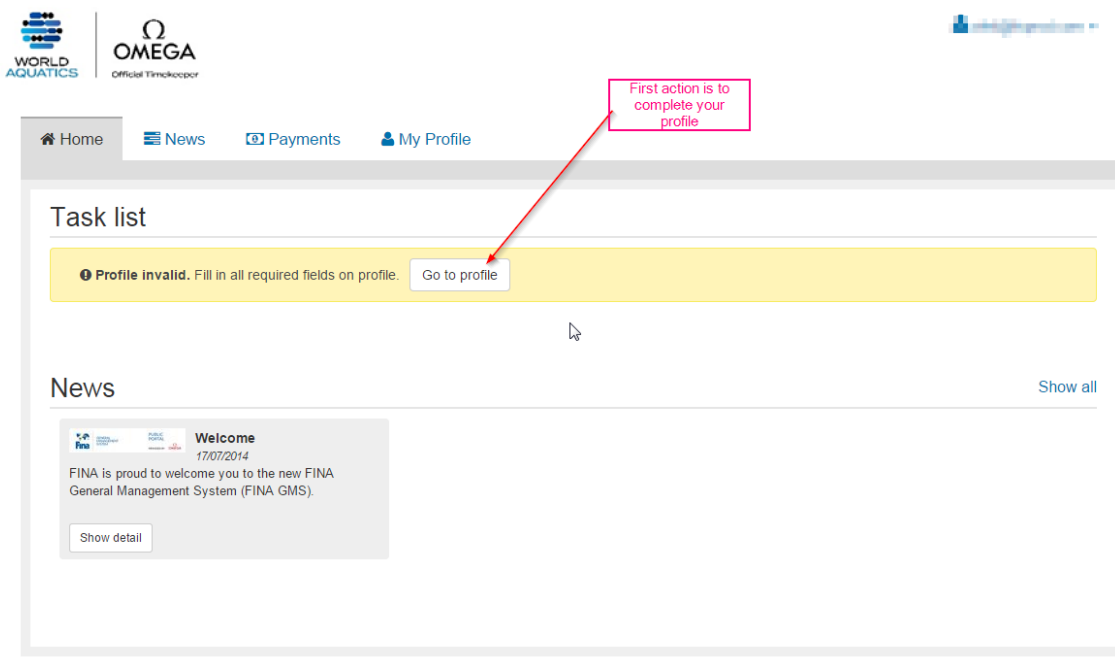 WORLD
AQUATICS
Ω
OMEGA
Official Timekeeper
First action is to
complete your
profile
Home
News
Payments
My Profile
Task list
Profile invalid. Fill in all required fields on profile.
Go to profile
News
Show all
fina
Welcome
17/07/2014
FINA is proud to welcome you to the new FINA
General Management System (FINA GMS).
Show detail